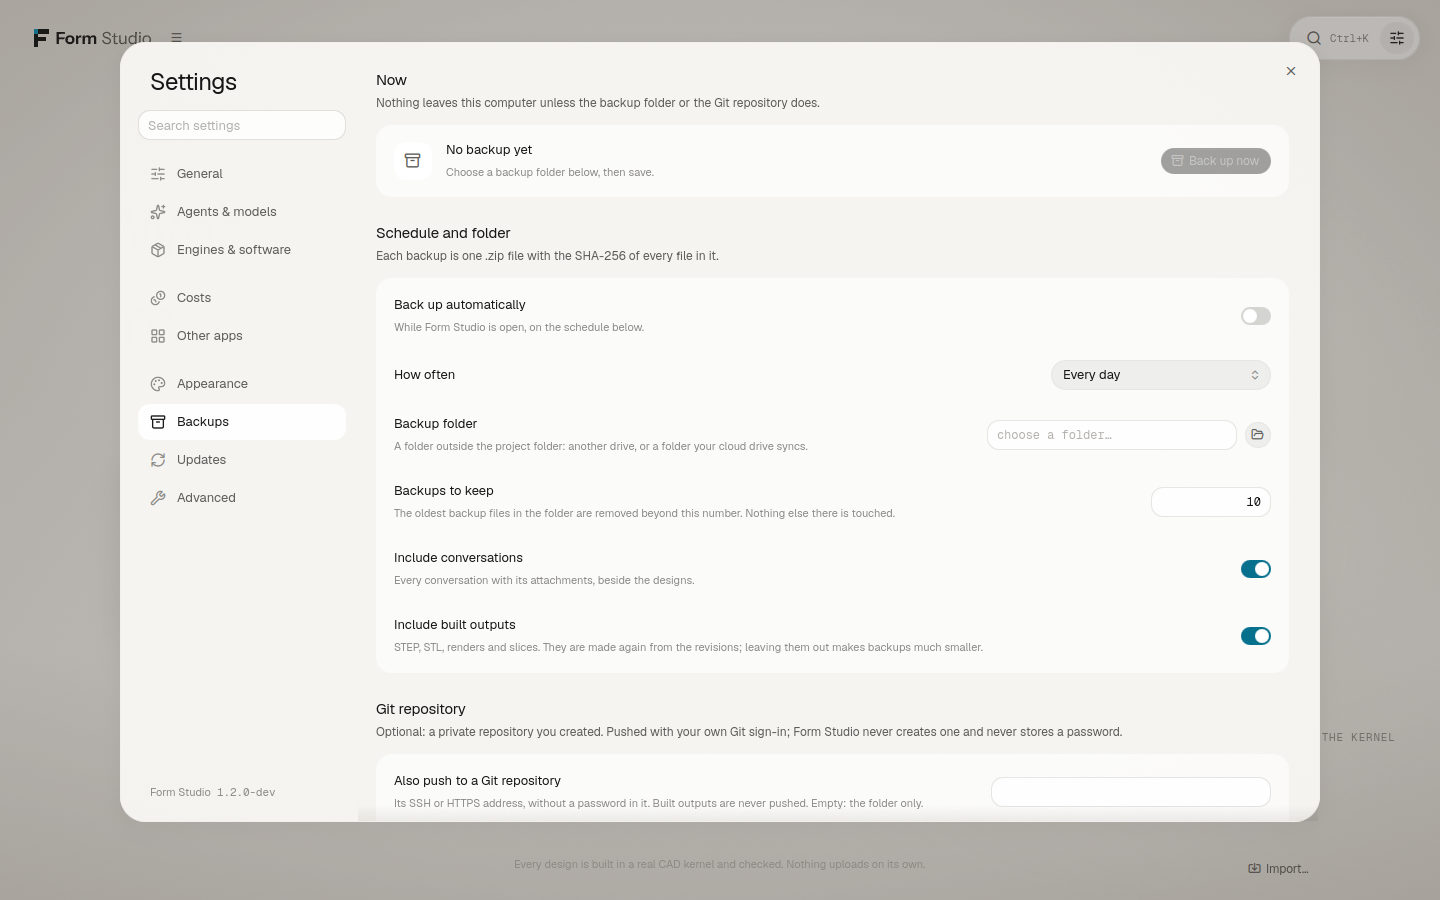 Form Studio
Ctrl+K
Settings
Search settings
General
Agents & models
Engines & software
Costs
Other apps
Appearance
Backups
Updates
Advanced
Form Studio 1.2.0-dev
Now
Nothing leaves this computer unless the backup folder or the Git repository does.
No backup yet
Choose a backup folder below, then save.
Back up now
Schedule and folder
Each backup is one .zip file with the SHA-256 of every file in it.
Back up automatically
While Form Studio is open, on the schedule below.
How often
Every day
Backup folder
A folder outside the project folder: another drive, or a folder your cloud drive syncs.
choose a folder…
Backups to keep
The oldest backup files in the folder are removed beyond this number. Nothing else there is touched.
10
Include conversations
Every conversation with its attachments, beside the designs.
Include built outputs
STEP, STL, renders and slices. They are made again from the revisions; leaving them out makes backups much smaller.
Git repository
Optional: a private repository you created. Pushed with your own Git sign-in; Form Studio never creates one and never stores a password.
Also push to a Git repository
Its SSH or HTTPS address, without a password in it. Built outputs are never pushed. Empty: the folder only.
THE KERNEL
Every design is built in a real CAD kernel and checked. Nothing uploads on its own.
Import…